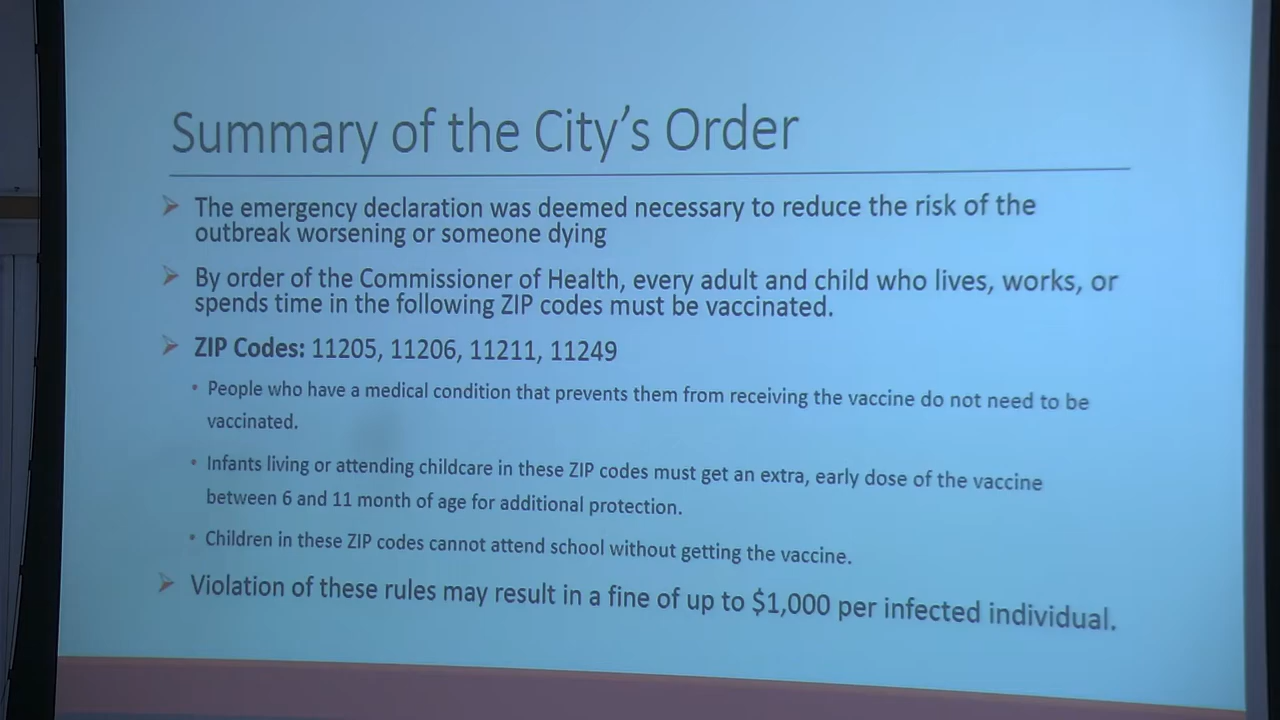 Summary of the City's Order
The emergency declaration was deemed necessary to reduce the risk of the
outbreak worsening or someone dying
By order of the Commissioner of Health, every adult and child who lives, works, or
spends time in the following ZIP codes must be vaccinated.
ZIP Codes: 11205, 11206, 11211, 11249
People who have a medical condition that prevents them from receiving the vaccine do not need to be
vaccinated.
Infants living or attending childcare in these ZIP codes must get an extra, early dose of the vaccine
between 6 and 11 month of age for additional protection.
Children in these ZIP codes cannot attend school without getting the vaccine.
Violation of these rules may result in a fine of up to $1,000 per infected individual.